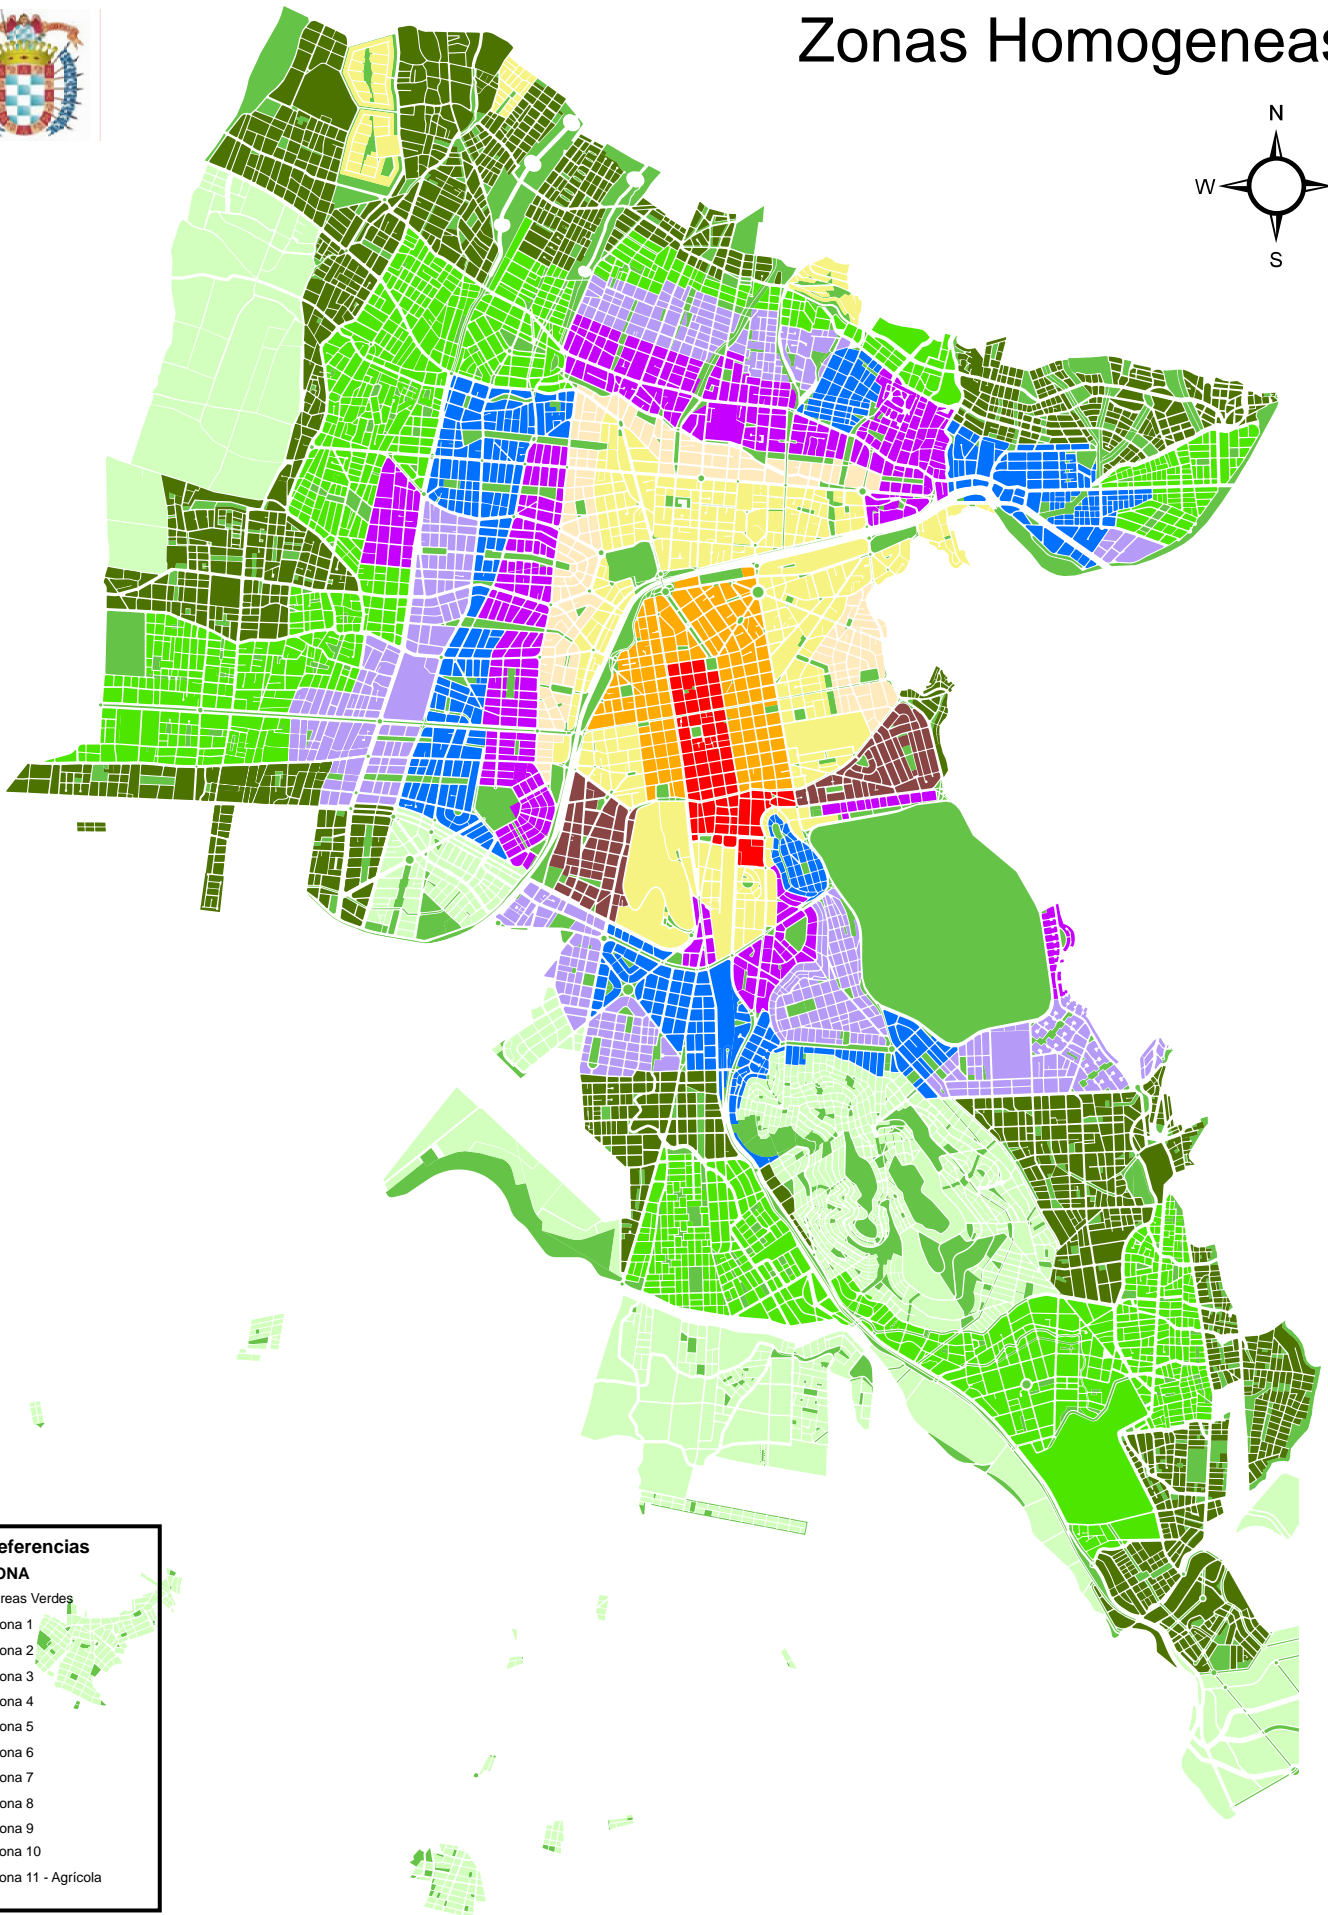 Zonas Homogeneas
N
W
S
eferencias
ONA
reas Verdes
ona 1
ona 2
ona 3
ona 4
ona 5
ona 6
ona 7
ona 8
ona 9
ona 10
ona 11 - Agrícola